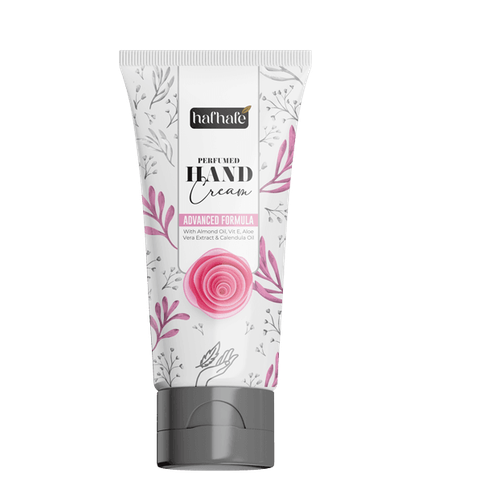 hafhafe
PERFUMED
HAND
Cream
ADVANCED FORMULA
With Almond Oil, Vit E, Aloe
Vera Extract & Calendula Oil